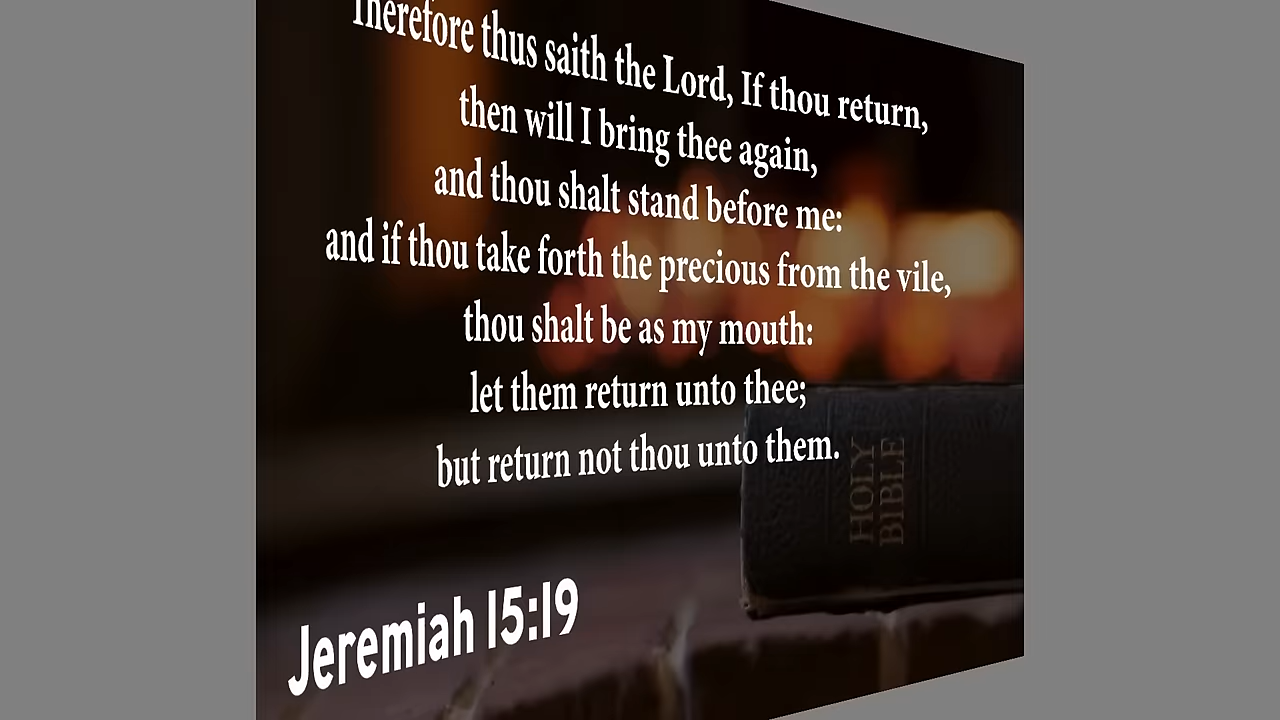 Therefore thus saith the Lord, If thou return,
then will I bring thee again,
and thou shalt stand before me:
and if thou take forth the precious from the vile,
thou shalt be as my mouth:
let them return unto thee;
but return not thou unto them.
HOLY
BIBLE
Jeremiah 15:19